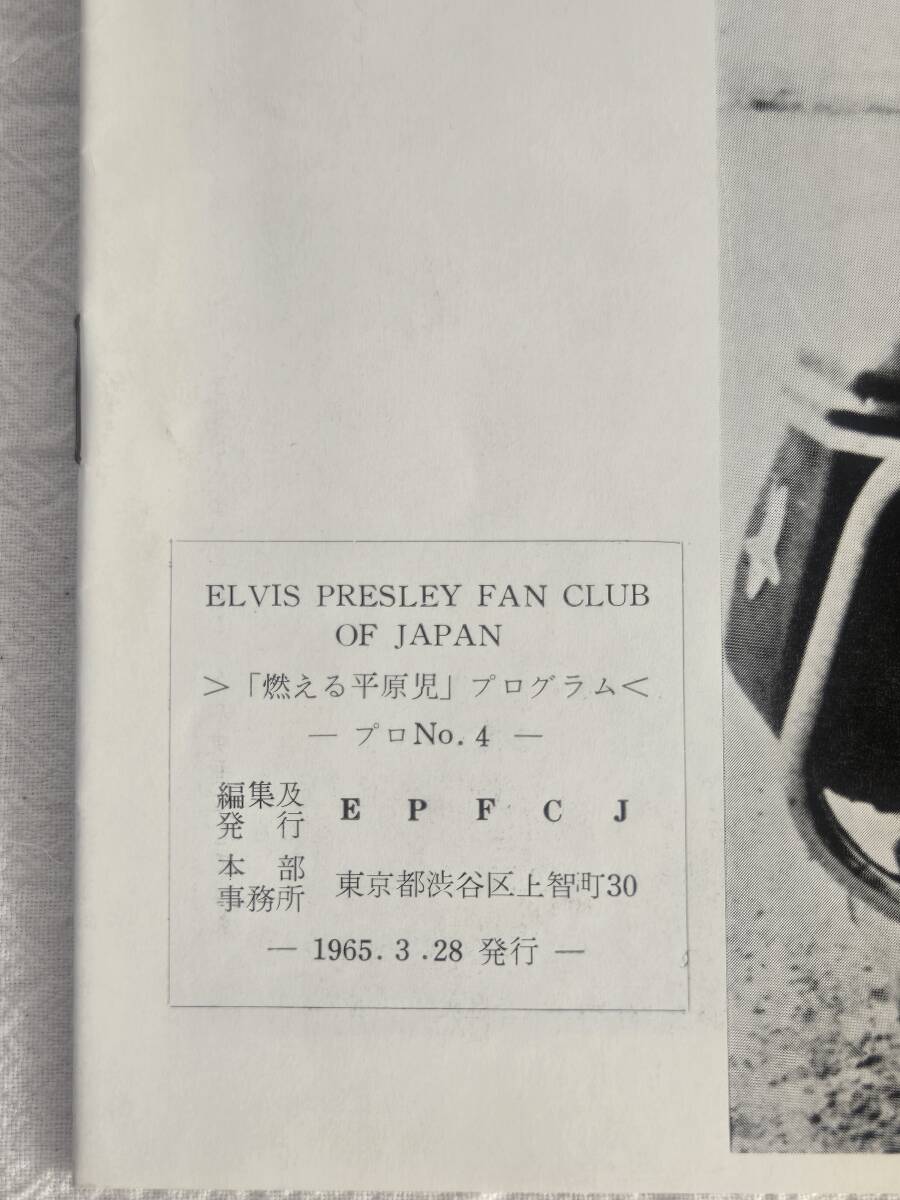 ELVIS PRESLEY FAN CLUB
OF JAPAN
>「燃える平原児」プログラム<
— プロNo. 4 —
編集及
発 行 E P F C J
本 部
事務所 東京都渋谷区上智町30
— 1965. 3 .28 発行 —